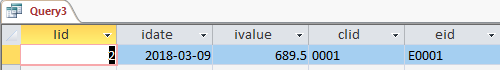 Query3
Iid idate ivalue clid eid
2 2018-03-09 689.5 0001 E0001